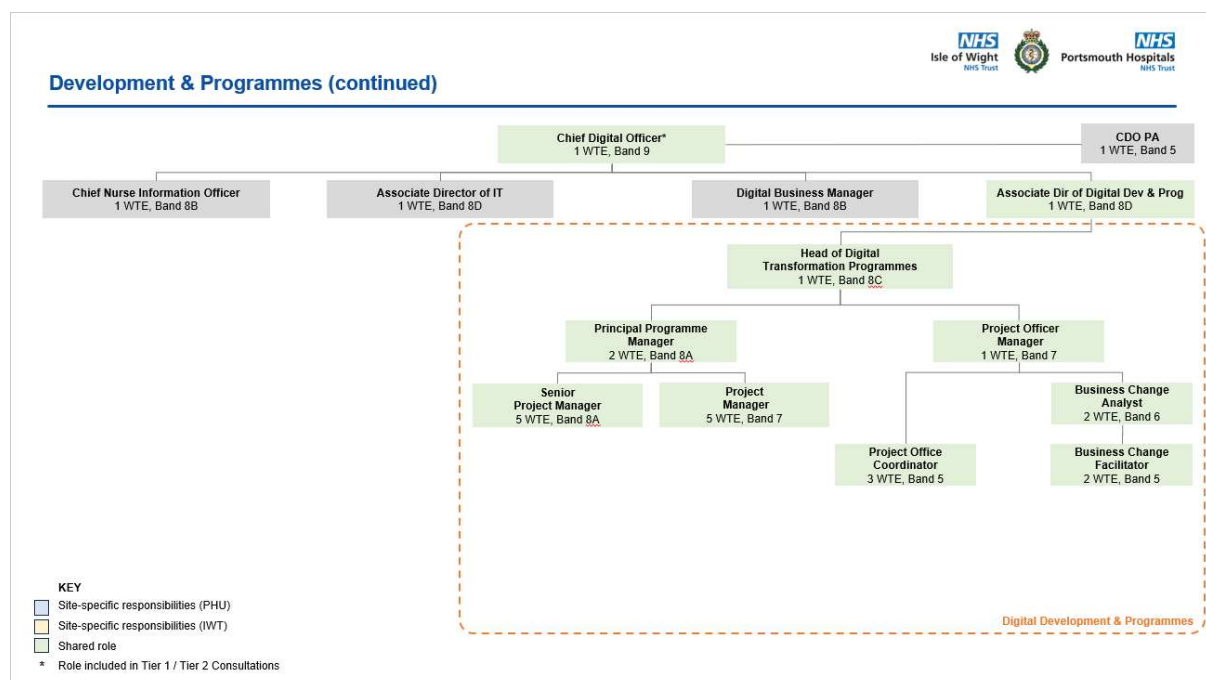 NHS
Isle of Wight
NHS Trust
NHS
Portsmouth Hospitals
NHS Trust
Development & Programmes (continued)
Chief Digital Officer*
1 WTE, Band 9
CDO PA
1 WTE, Band 5
Chief Nurse Information Officer
1 WTE, Band 8B
Associate Director of IT
1 WTE, Band 8D
Digital Business Manager
1 WTE, Band 8B
Associate Dir of Digital Dev & Prog
1 WTE, Band 8D
Head of Digital
Transformation Programmes
1 WTE, Band 8C
Principal Programme
Manager
2 WTE, Band 8A
Project Officer
Manager
1 WTE, Band 7
Senior
Project Manager
5 WTE, Band 8A
Project
Manager
5 WTE, Band 7
Business Change
Analyst
2 WTE, Band 6
Project Office
Coordinator
3 WTE, Band 5
Business Change
Facilitator
2 WTE, Band 5
KEY
Site-specific responsibilities (PHU)
Site-specific responsibilities (IWT)
Shared role
* Role included in Tier 1 / Tier 2 Consultations
Digital Development & Programmes